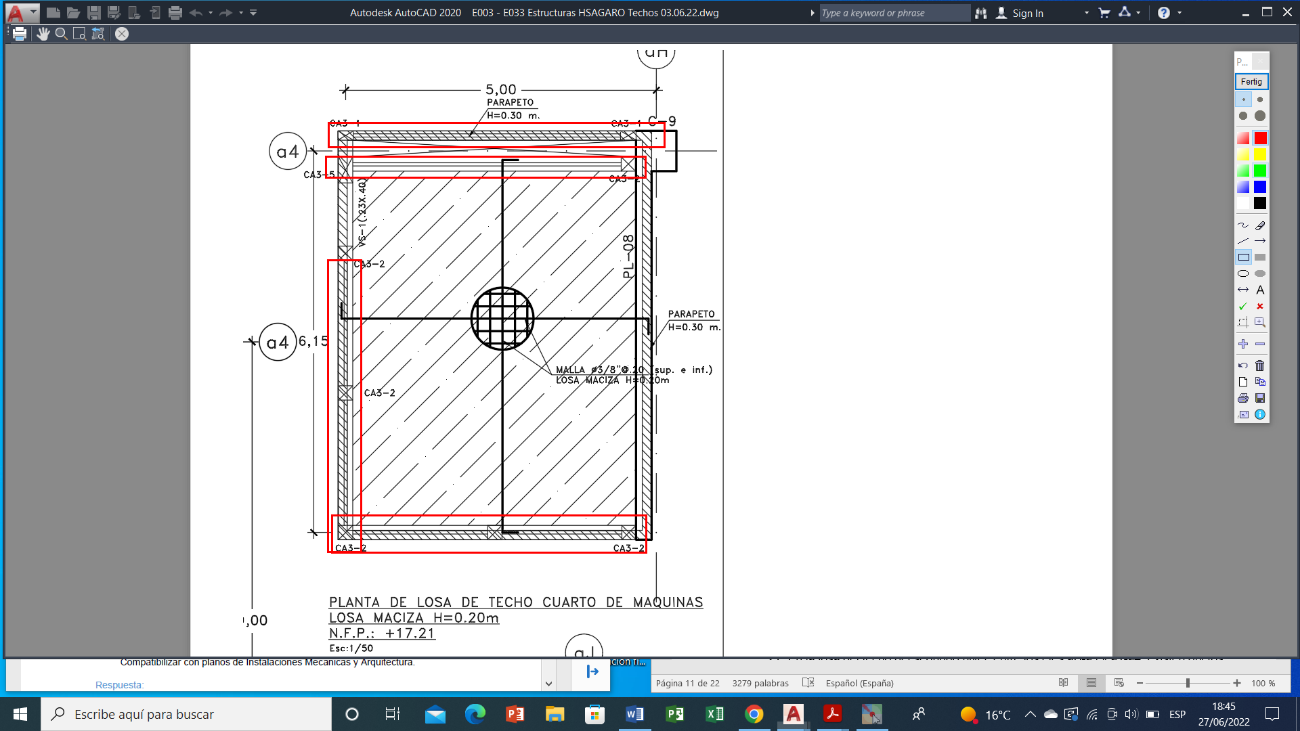 Autodesk AutoCAD 2020 E003 - E033 Estructuras HSAGARO Techos 03.06.22.dwg
Type a keyword or phrase
Sign In
P...
Fertig
5,00
PARAPETO
H=0.30 m.
CA3-1
CA3-1
C-9
a4
CA3-5
CA3-2
VS-1(.23X.40)
CA3-2
PL-08
PARAPETO
H=0.30 m.
a4
6,15
MALLA ø3/8"@.20 (sup. e inf.)
LOSA MACIZA H=0.20m
CA3-2
CA3-2
CA3-2
PLANTA DE LOSA DE TECHO CUARTO DE MAQUINAS
LOSA MACIZA H=0.20m
N.F.P.: +17.21
Esc:1/50
,00
Compatibilizar con planos de Instalaciones Mecánicas y Arquitectura.
Respuesta:
Página 11 de 22
3279 palabras
Español (España)
100 %
Escribe aquí para buscar
16°C
ESP
18:45
27/06/2022